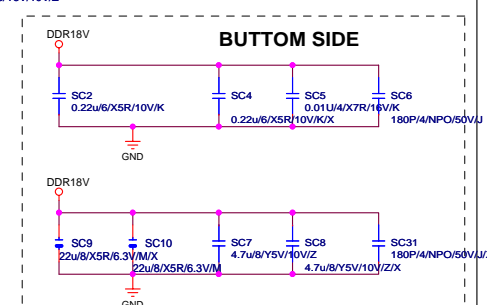 BUTTOM SIDE
DDR18V
SC2
0.22u/6/X5R/10V/K
SC4
0.22u/6/X5R/10V/K/X
SC5
0.01U/4/X7R/16V/K
SC6
180P/4/NPO/50V/J
GND
DDR18V
SC9
22u/8/X5R/6.3V/M/X
SC10
22u/8/X5R/6.3V/M
SC7
4.7u/8/Y5V/10V/Z
SC8
4.7u/8/Y5V/10V/Z/X
SC31
180P/4/NPO/50V/J/X
GND